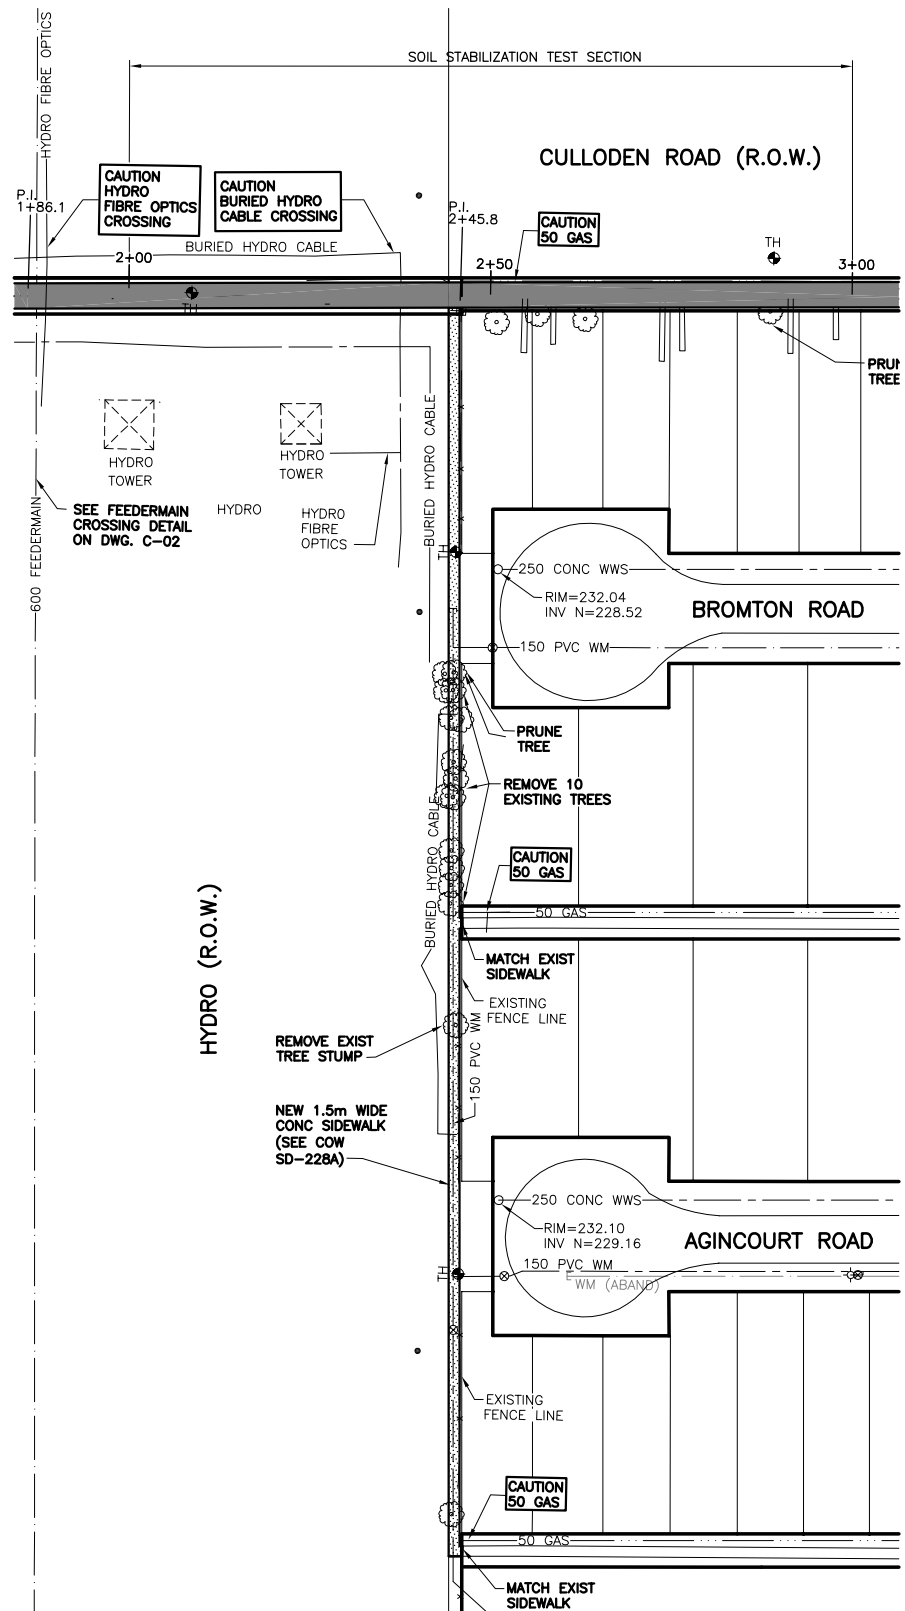 HYDRO FIBRE OPTICS
SOIL STABILIZATION TEST SECTION
CULLODEN ROAD (R.O.W.)
CAUTION
HYDRO
FIBRE OPTICS
CROSSING
CAUTION
BURIED HYDRO
CABLE CROSSING
P.I.
1+86.1
P.I.
2+45.8
CAUTION
50 GAS
TH
BURIED HYDRO CABLE
2+00
2+50
3+00
TH
PRUN
TREE
HYDRO
TOWER
HYDRO
TOWER
BURIED HYDRO CABLE
SEE FEEDERMAIN
CROSSING DETAIL
ON DWG. C-02
HYDRO
HYDRO
FIBRE
OPTICS
600 FEEDERMAIN
TH
250 CONC WWS
RIM=232.04
INV N=228.52
BROMTON ROAD
150 PVC WM
PRUNE
TREE
REMOVE 10
EXISTING TREES
BURIED HYDRO CABLE
CAUTION
50 GAS
50 GAS
HYDRO (R.O.W.)
MATCH EXIST
SIDEWALK
EXISTING
FENCE LINE
REMOVE EXIST
TREE STUMP
150 PVC WM
NEW 1.5m WIDE
CONC SIDEWALK
(SEE COW
SD-228A)
250 CONC WWS
RIM=232.10
INV N=229.16
AGINCOURT ROAD
TH
150 PVC WM
WM (ABAND)
EXISTING
FENCE LINE
CAUTION
50 GAS
50 GAS
MATCH EXIST
SIDEWALK